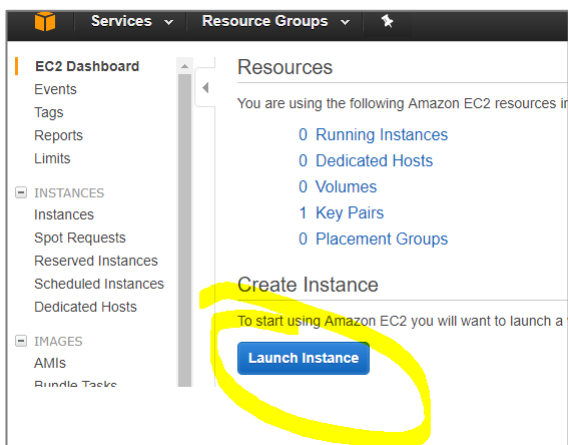 Services Resource Groups
EC2 Dashboard
Events
Tags
Reports
Limits
INSTANCES
Instances
Spot Requests
Reserved Instances
Scheduled Instances
Dedicated Hosts
IMAGES
AMIs
Bundle Tasks
Resources
You are using the following Amazon EC2 resources in
0 Running Instances
0 Dedicated Hosts
0 Volumes
1 Key Pairs
0 Placement Groups
Create Instance
To start using Amazon EC2 you will want to launch a
Launch Instance